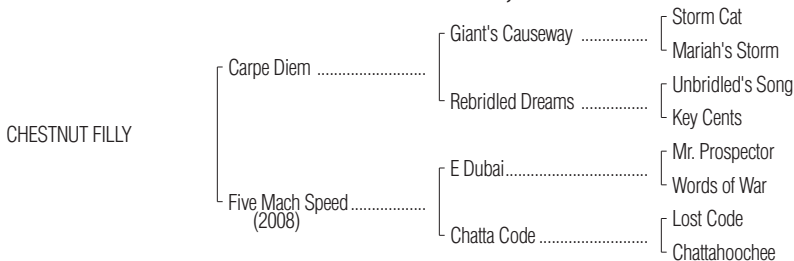 Storm Cat
Giant's Causeway ................
Mariah's Storm
Carpe Diem ..........................
Unbridled's Song
Rebridled Dreams ................
Key Cents
CHESTNUT FILLY
Mr. Prospector
E Dubai...................................
Words of War
Five Mach Speed..................
(2008)
Lost Code
Chatta Code ..........................
Chattahoochee